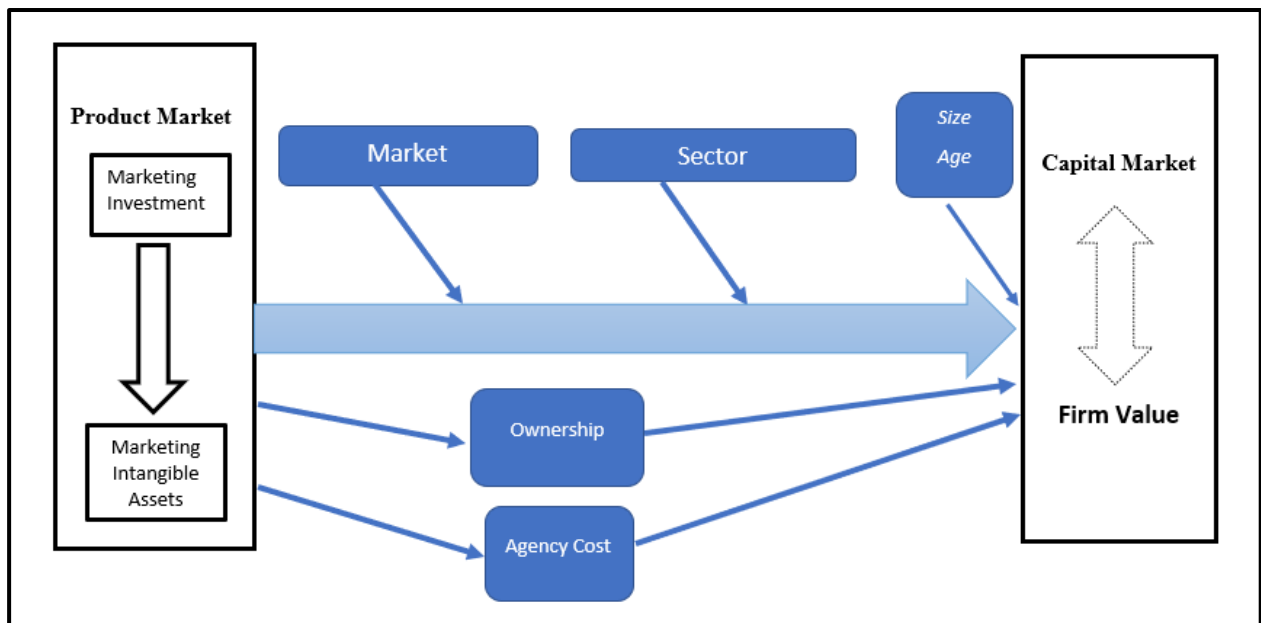 Product Market
Marketing
Investment
Marketing
Intangible
Assets
Market
Sector
Size
Age
Ownership
Agency Cost
Capital Market
Firm Value